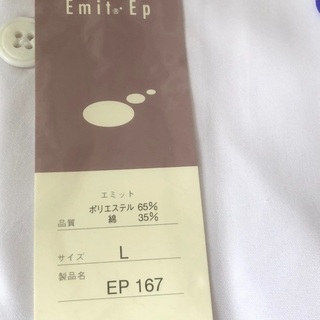 Emit®・Ep
エミット
ポリエステル 65%
品質 綿 35%
サイズ L
製品名 EP 167